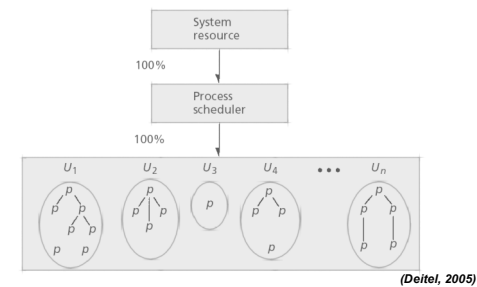 System
resource
100%
Process
scheduler
100%
U1 U2 U3 U4 ••• Un
p p p p p
p p p p p p p p p p
p p p
p p p p p
(Deitel, 2005)